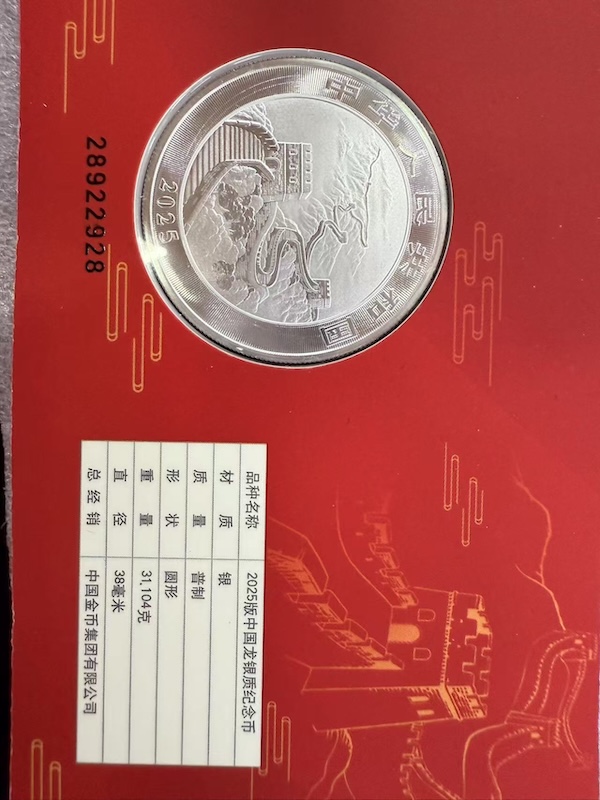 中华人民共和国
2025
28922928
品种名称 2025版中国龙银质纪念币
材 质 银
质 量 普制
形 状 圆形
重 量 31.104克
直 径 38毫米
总经销 中国金币集团有限公司